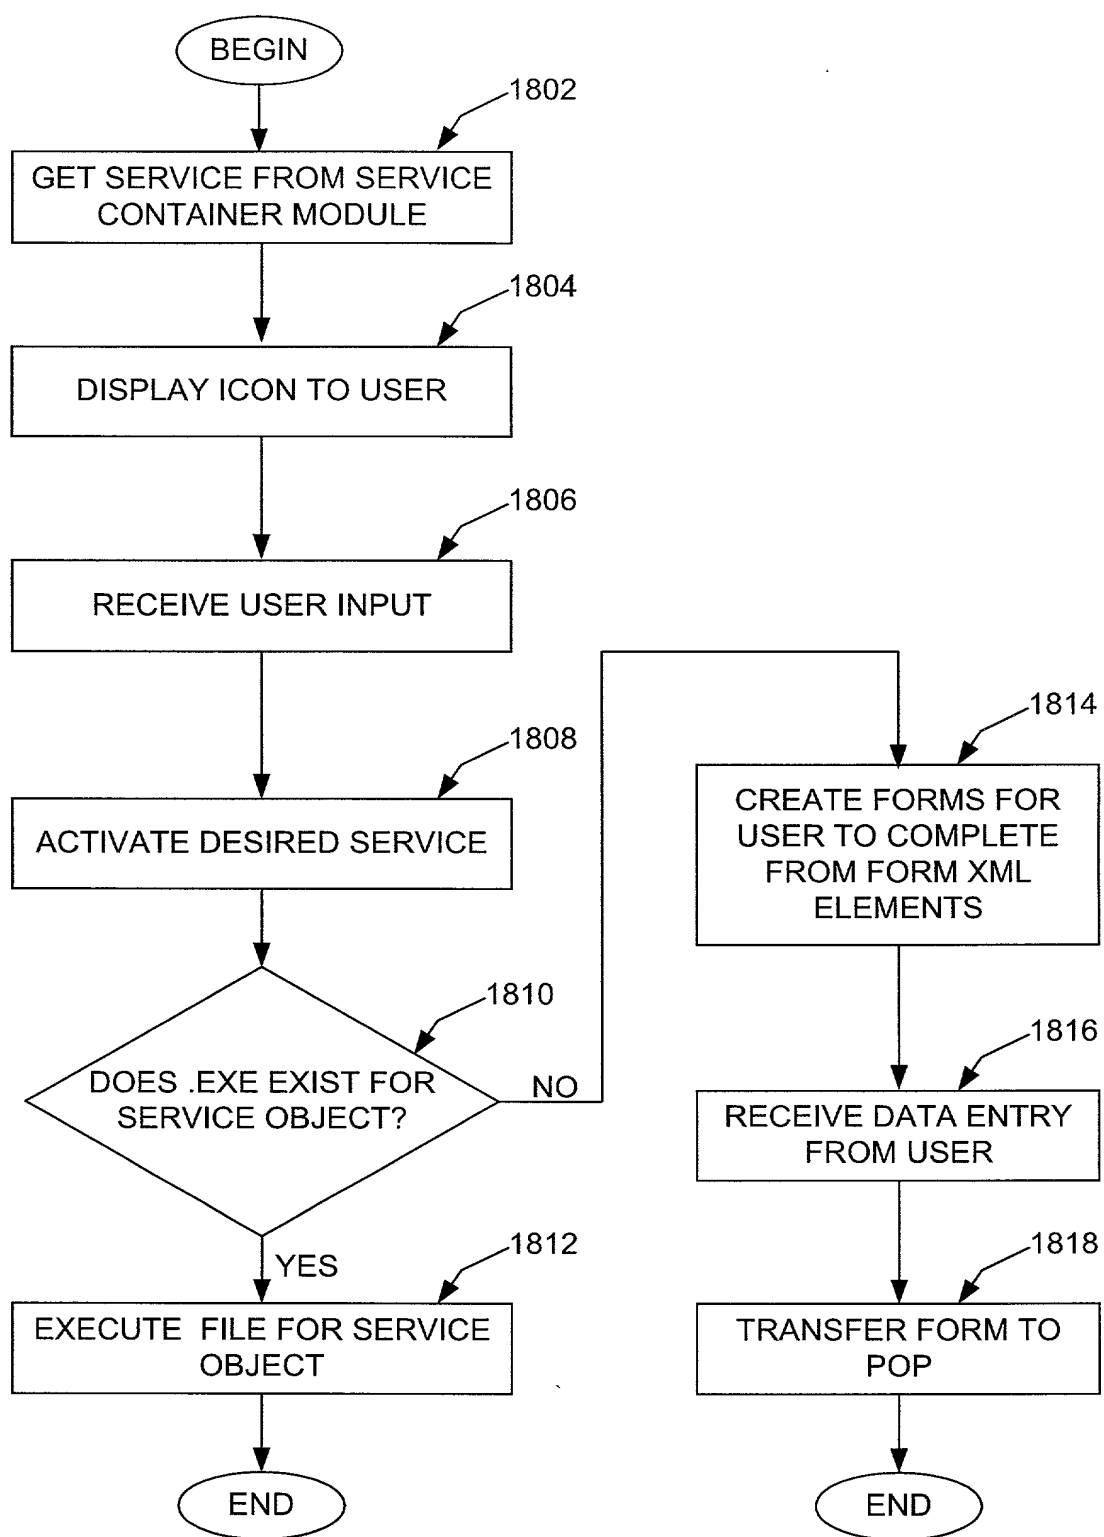 BEGIN
1802
GET SERVICE FROM SERVICE
CONTAINER MODULE
1804
DISPLAY ICON TO USER
1806
RECEIVE USER INPUT
1808
ACTIVATE DESIRED SERVICE
1810
DOES .EXE EXIST FOR
SERVICE OBJECT?
NO
YES
1812
EXECUTE FILE FOR SERVICE
OBJECT
END
1814
CREATE FORMS FOR
USER TO COMPLETE
FROM FORM XML
ELEMENTS
1816
RECEIVE DATA ENTRY
FROM USER
1818
TRANSFER FORM TO
POP
END